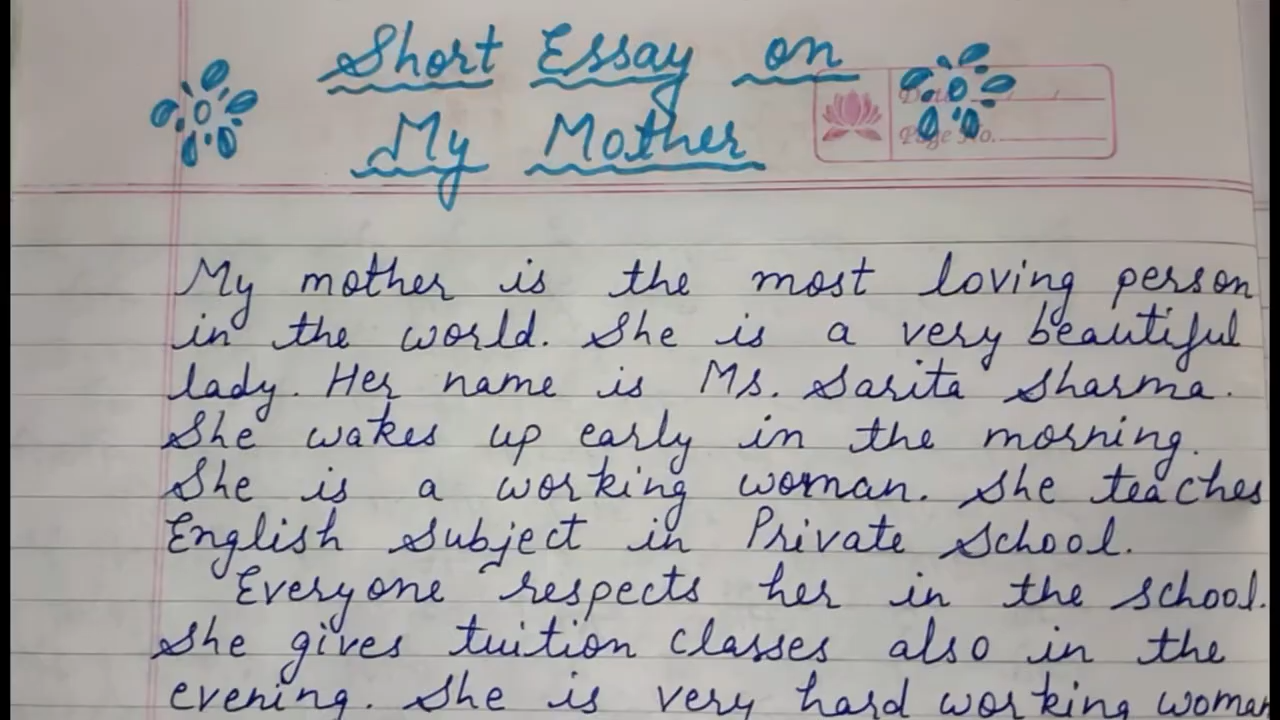 Short Essay on
My Mother
Date
Page No.
My mother is the most loving person
in the world. She is a very beautiful
lady. Her name is Ms. Sarita Sharma.
She wakes up early in the morning.
She is a working woman. She teaches
English Subject in Private School.
Everyone respects her in the school.
She gives tuition classes also in the
evening. She is very hard working woman